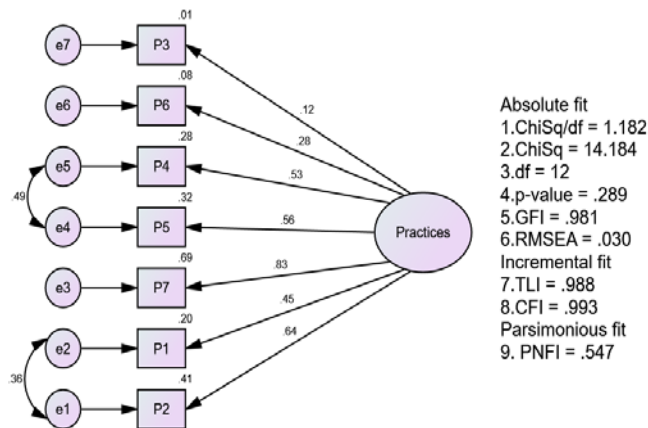 .01
e7 P3
.08
.12
e6 P6
.28
.28
e5 P4
.53
.49
.32
e4 P5
.56
Practices
.69
e3 P7
.83
.20
.45
e2 P1
.64
.36
.41
e1 P2
Absolute fit
1.ChiSq/df = 1.182
2.ChiSq = 14.184
3.df = 12
4.p-value = .289
5.GFI = .981
6.RMSEA = .030
Incremental fit
7.TLI = .988
8.CFI = .993
Parsimonious fit
9. PNFI = .547